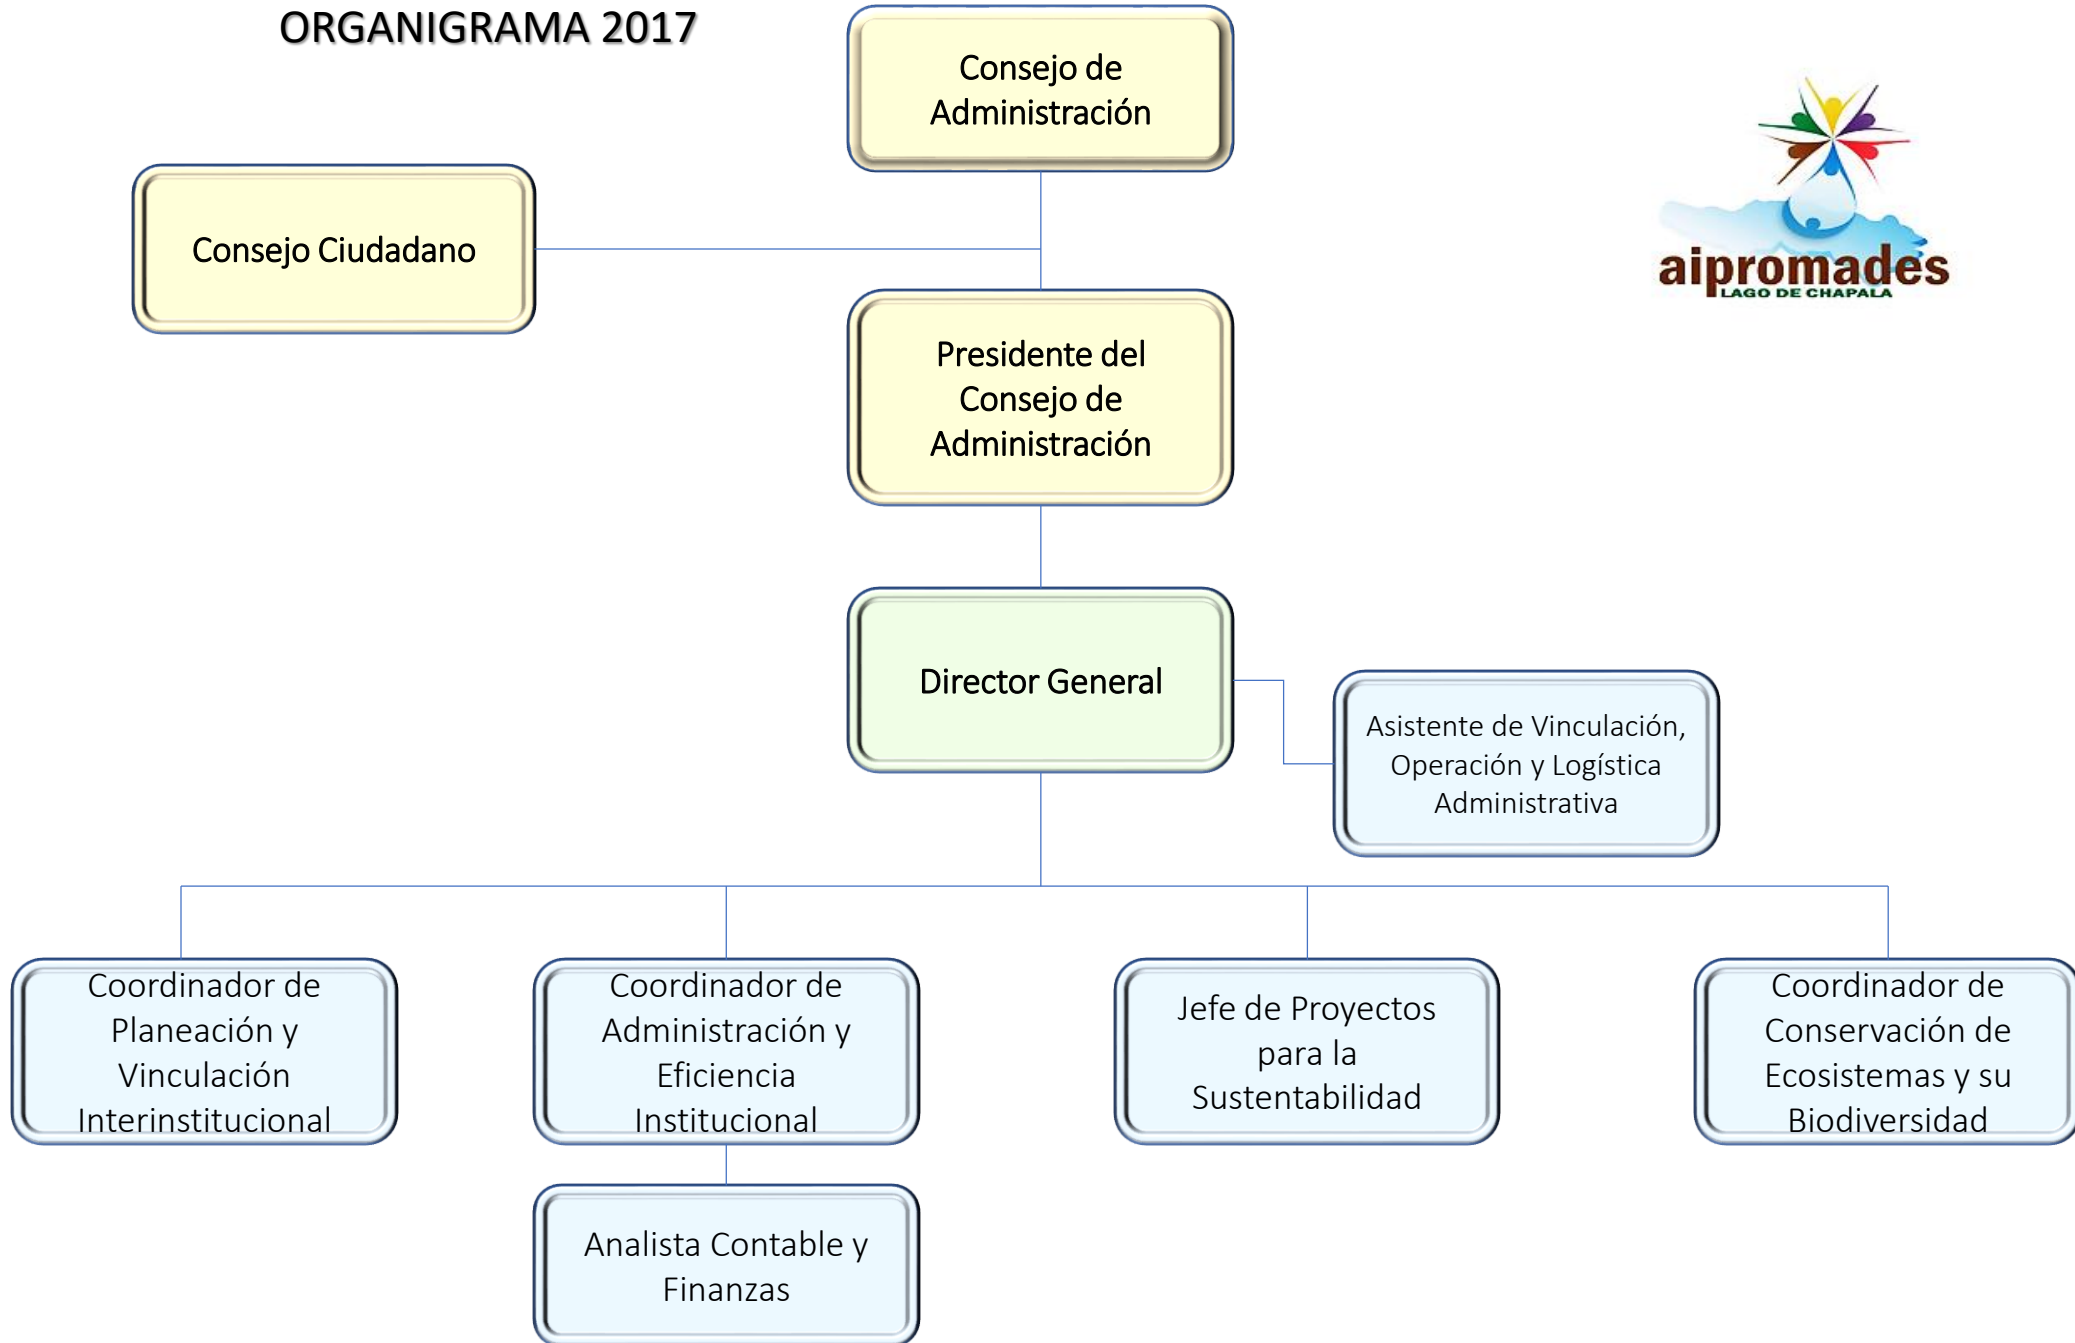 ORGANIGRAMA 2017
Consejo de
Administración
aipromades
LAGO DE CHAPALA
Consejo Ciudadano
Presidente del
Consejo de
Administración
Director General
Asistente de Vinculación,
Operación y Logística
Administrativa
Coordinador de
Planeación y
Vinculación
Interinstitucional
Coordinador de
Administración y
Eficiencia
Institucional
Jefe de Proyectos
para la
Sustentabilidad
Coordinador de
Conservación de
Ecosistemas y su
Biodiversidad
Analista Contable y
Finanzas